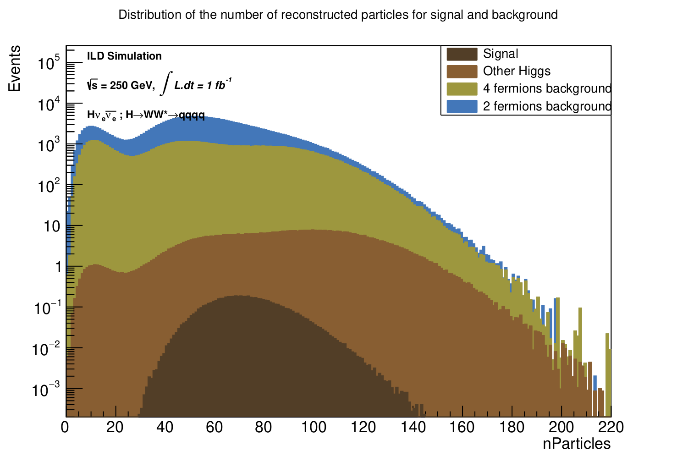 Distribution of the number of reconstructed particles for signal and background
Events
ILD Simulation
√s = 250 GeV, ∫ L.dt = 1 fb⁻¹
Hνₑν̅ₑ ; H→WW*→qqqq
Signal
Other Higgs
4 fermions background
2 fermions background
10⁵
10⁴
10³
10²
10
1
10⁻¹
10⁻²
10⁻³
0 20 40 60 80 100 120 140 160 180 200 220
nParticles